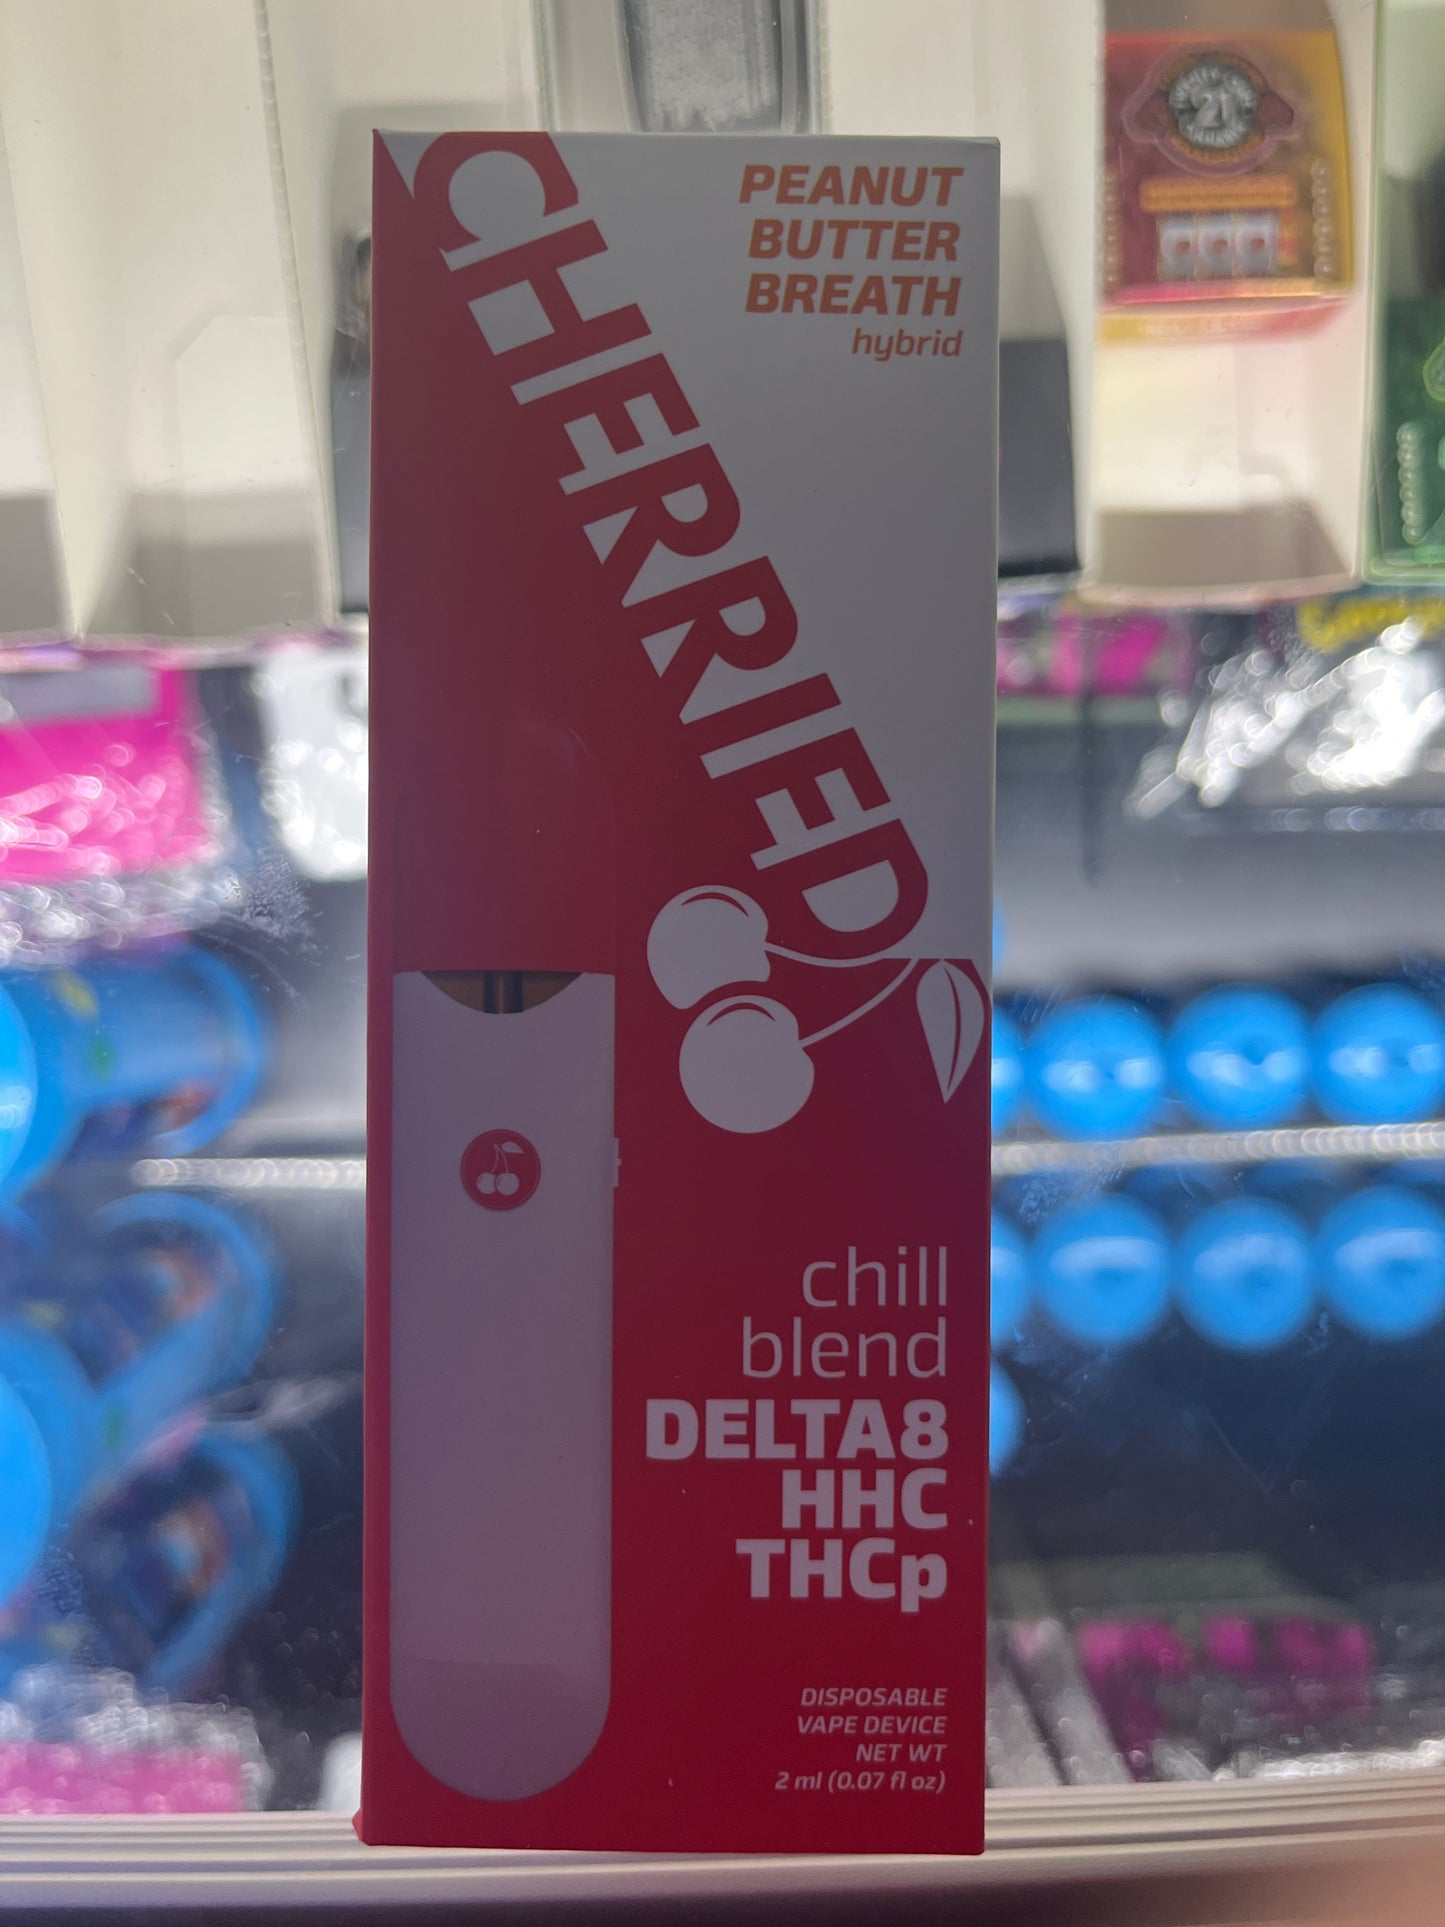 PEANUT
BUTTER
BREATH
hybrid
CHERRIED
chill
blend
DELTA8
HHC
THCp
DISPOSABLE
VAPE DEVICE
NET WT
2 ml (0.07 fl oz)
21